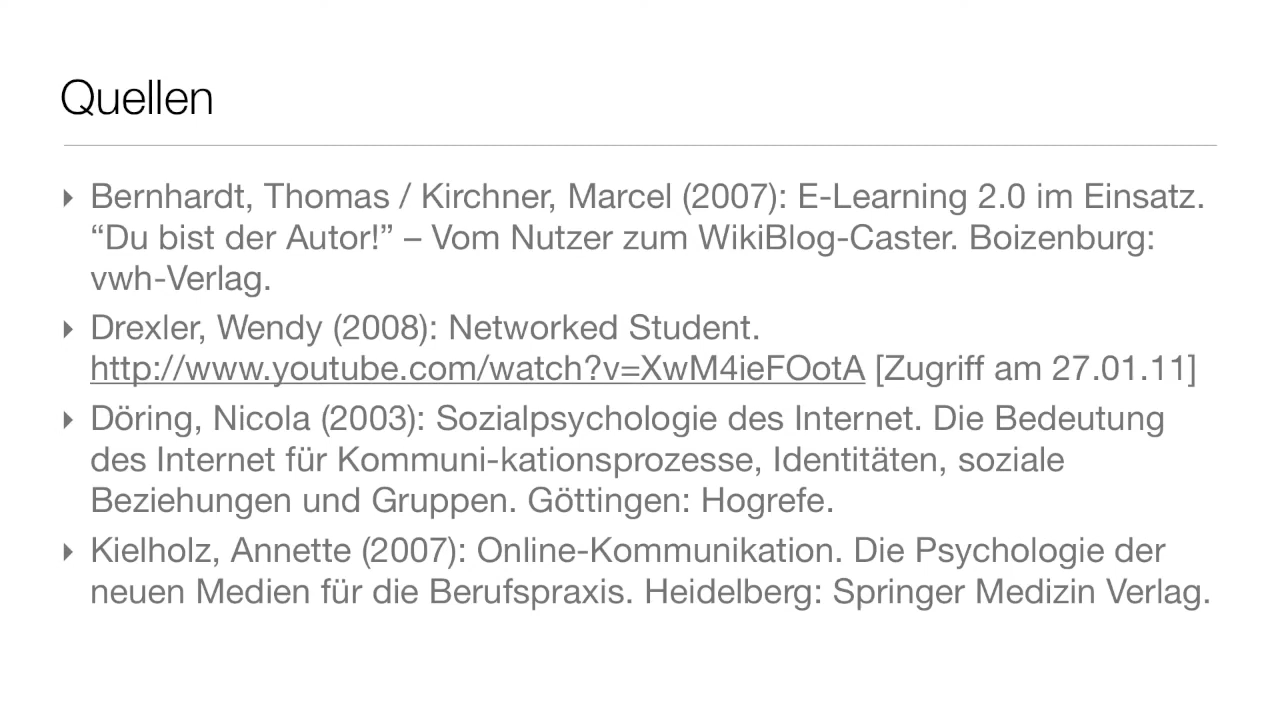 Quellen
‣ Bernhardt, Thomas / Kirchner, Marcel (2007): E-Learning 2.0 im Einsatz.
“Du bist der Autor!” – Vom Nutzer zum WikiBlog-Caster. Boizenburg:
vwh-Verlag.
‣ Drexler, Wendy (2008): Networked Student.
http://www.youtube.com/watch?v=XwM4ieFOotA [Zugriff am 27.01.11]
‣ Döring, Nicola (2003): Sozialpsychologie des Internet. Die Bedeutung
des Internet für Kommuni-kationsprozesse, Identitäten, soziale
Beziehungen und Gruppen. Göttingen: Hogrefe.
‣ Kielholz, Annette (2007): Online-Kommunikation. Die Psychologie der
neuen Medien für die Berufspraxis. Heidelberg: Springer Medizin Verlag.